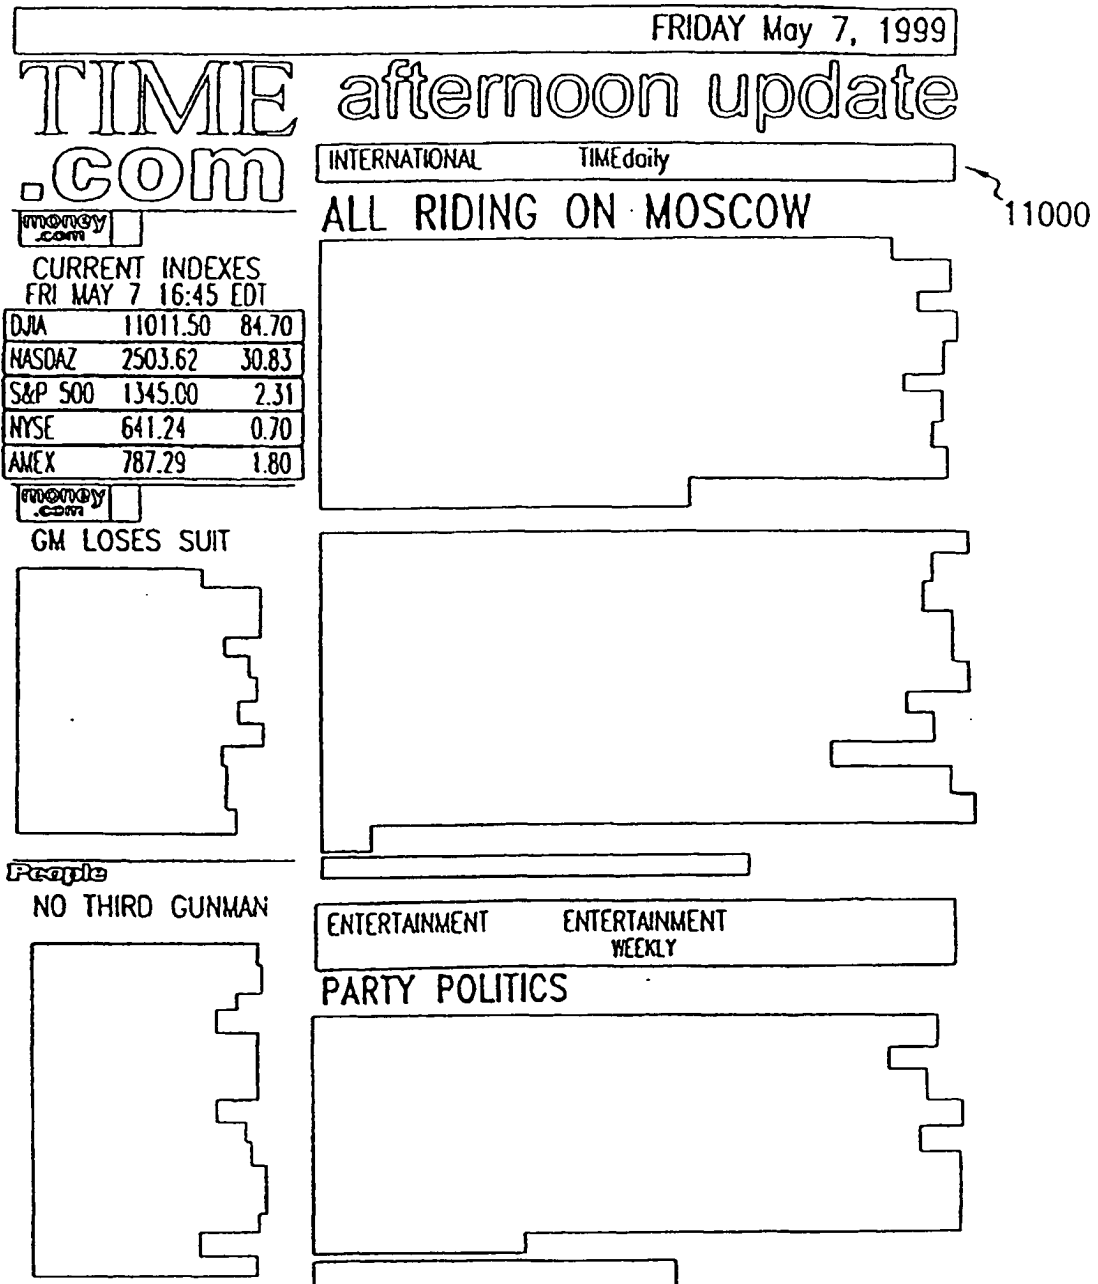 FRIDAY May 7, 1999
TIME afternoon update
.com
INTERNATIONAL TIMEdaily
11000
ALL RIDING ON MOSCOW
money
.com
CURRENT INDEXES
FRI MAY 7 16:45 EDT
DJIA 11011.50 84.70
NASDAZ 2503.62 30.83
S&P 500 1345.00 2.31
NYSE 641.24 0.70
AMEX 787.29 1.80
money
.com
GM LOSES SUIT
People
NO THIRD GUNMAN
ENTERTAINMENT ENTERTAINMENT
WEEKLY
PARTY POLITICS